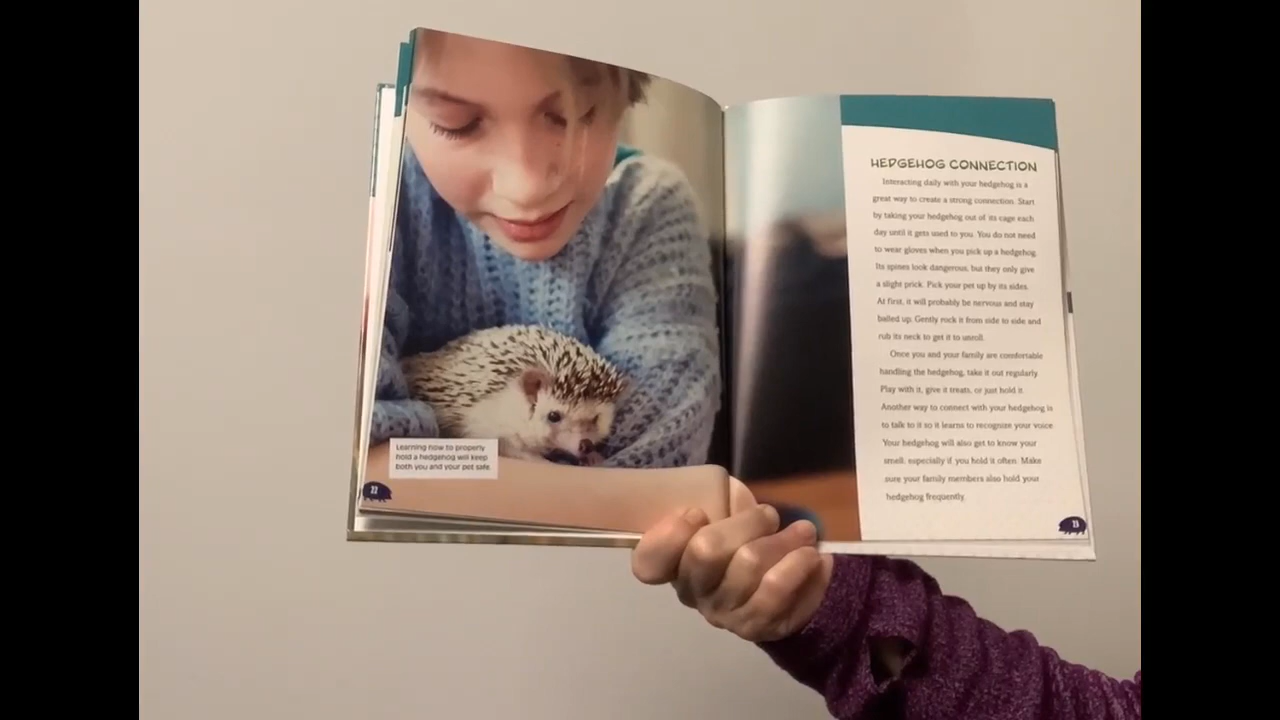 Learning how to properly
hold a hedgehog will keep
both you and your pet safe.
22
HEDGEHOG CONNECTION
Interacting daily with your hedgehog is a
great way to create a strong connection. Start
by taking your hedgehog out of its cage each
day until it gets used to you. You do not need
to wear gloves when you pick up a hedgehog.
Its spines look dangerous, but they only give
a slight prick. Pick your pet up by its sides.
At first, it will probably be nervous and stay
balled up. Gently rock it from side to side and
rub its neck to get it to unroll.
Once you and your family are comfortable
handling the hedgehog, take it out regularly.
Play with it, give it treats, or just hold it.
Another way to connect with your hedgehog is
to talk to it so it learns to recognize your voice.
Your hedgehog will also get to know your
smell, especially if you hold it often. Make
sure your family members also hold your
hedgehog frequently.
23